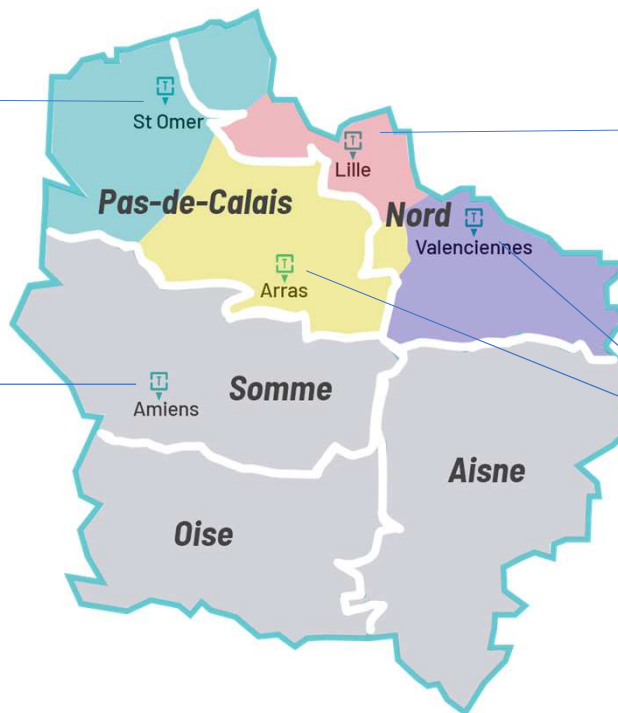 T
St Omer
T
Lille
Pas-de-Calais
Nord
T
Valenciennes
T
Arras
T
Amiens
Somme
Aisne
Oise